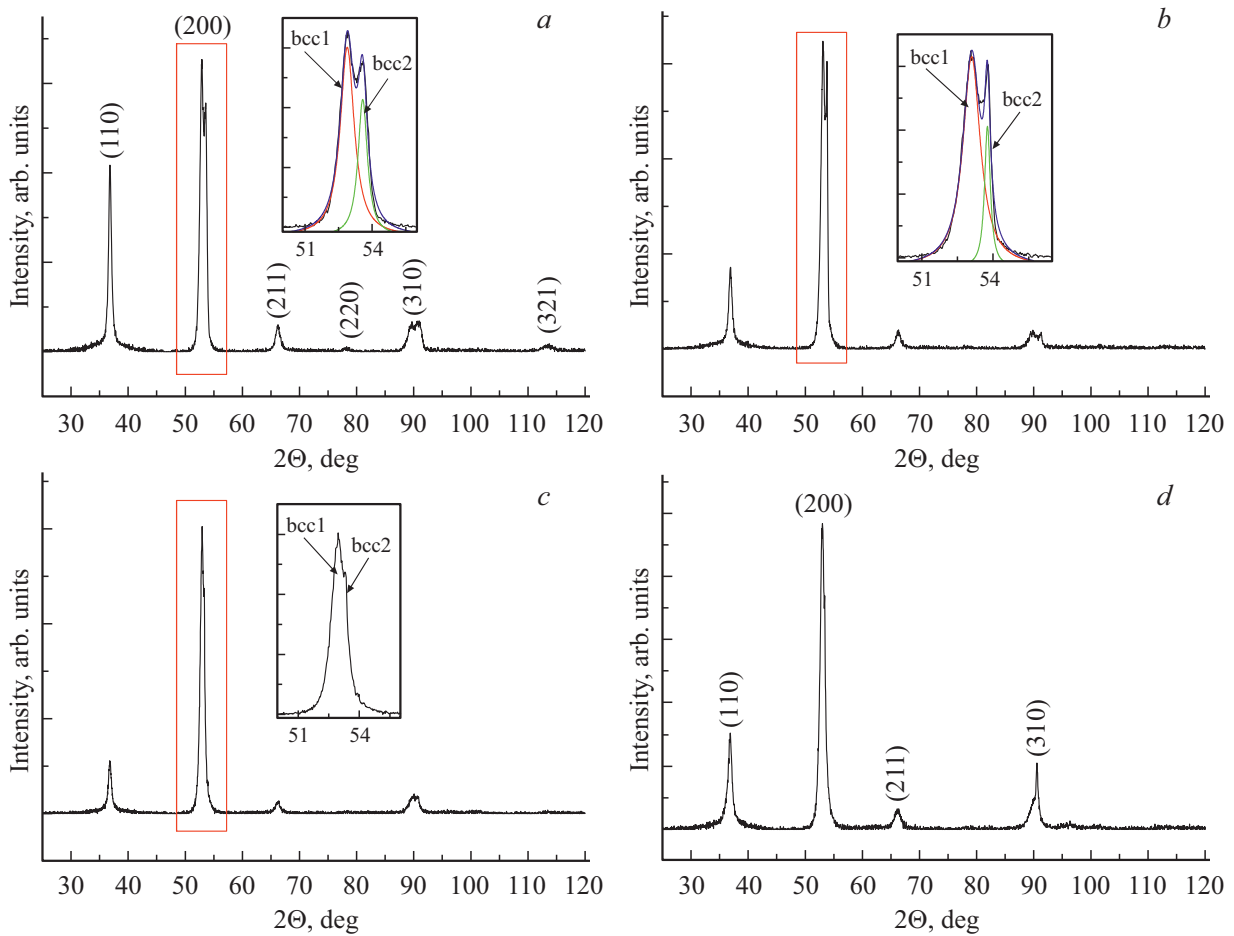 a
(200)
bcc1
bcc2
51
54
(110)
(211)
(220)
(310)
(321)
Intensity, arb. units
30 40 50 60 70 80 90 100 110 120
2Θ, deg
b
bcc1
bcc2
51
54
Intensity, arb. units
30 40 50 60 70 80 90 100 110 120
2Θ, deg
c
bcc1
bcc2
51
54
Intensity, arb. units
30 40 50 60 70 80 90 100 110 120
2Θ, deg
d
(200)
(110)
(211)
(310)
Intensity, arb. units
30 40 50 60 70 80 90 100 110 120
2Θ, deg